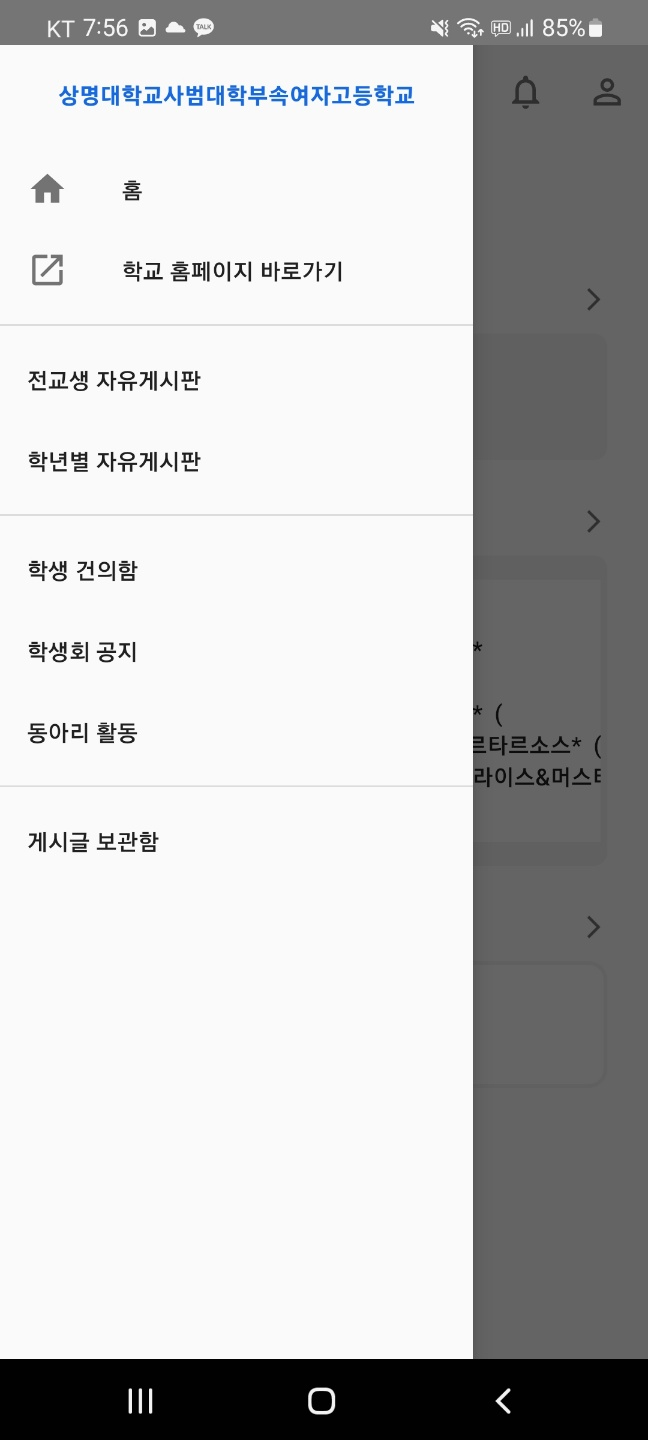 KT 7:56 TALK HD 85%
상명대학교사범대학부속여자고등학교
홈
학교 홈페이지 바로가기
전교생 자유게시판
학년별 자유게시판
학생 건의함
학생회 공지
*
동아리 활동
* (
르타르소스* (
라이스&머스터
게시글 보관함